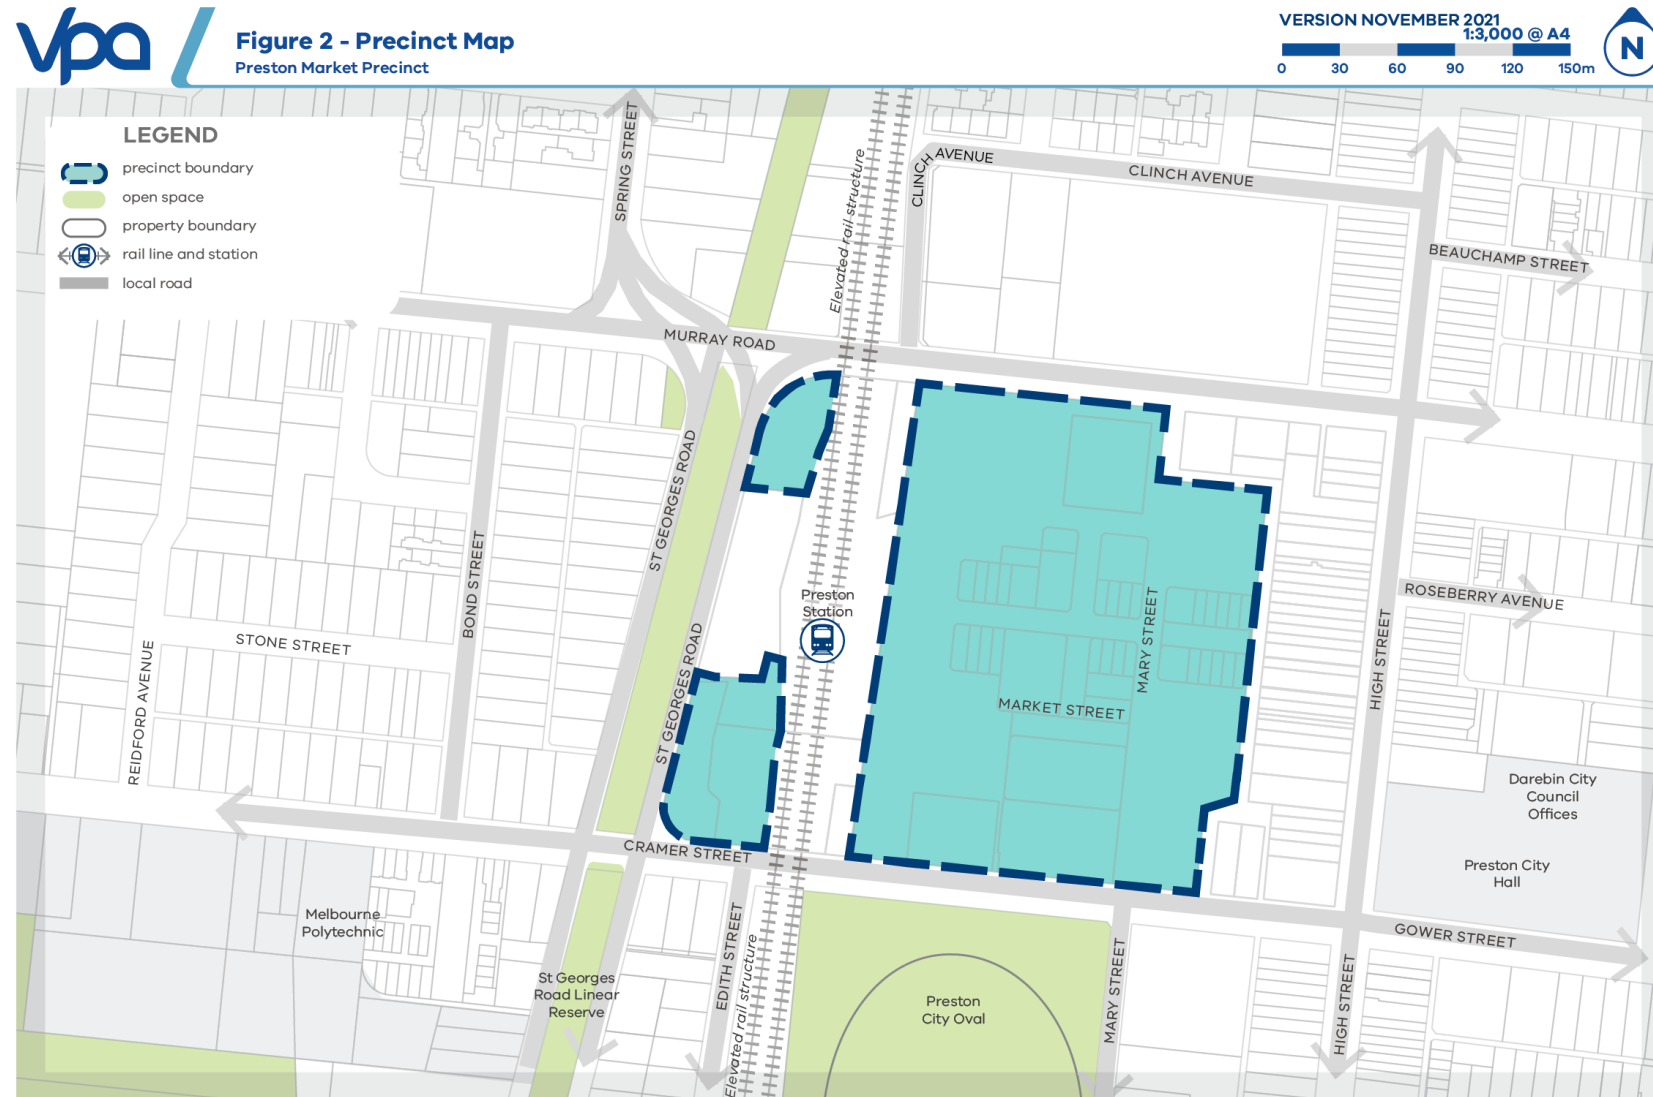 vpa
Figure 2 - Precinct Map
Preston Market Precinct
VERSION NOVEMBER 2021
1:3,000 @ A4
0 30 60 90 120 150m
N
LEGEND
precinct boundary
open space
property boundary
rail line and station
local road
SPRING STREET
Elevated rail structure
CLINCH AVENUE
CLINCH AVENUE
BEAUCHAMP STREET
MURRAY ROAD
ST GEORGES ROAD
BOND STREET
Preston
Station
MARY STREET
ROSEBERRY AVENUE
HIGH STREET
STONE STREET
REIDFORD AVENUE
ST GEORGES ROAD
MARKET STREET
Darebin City
Council
Offices
CRAMER STREET
Preston City
Hall
Melbourne
Polytechnic
GOWER STREET
EDITH STREET
Elevated rail structure
St Georges
Road Linear
Reserve
Preston
City Oval
MARY STREET
HIGH STREET